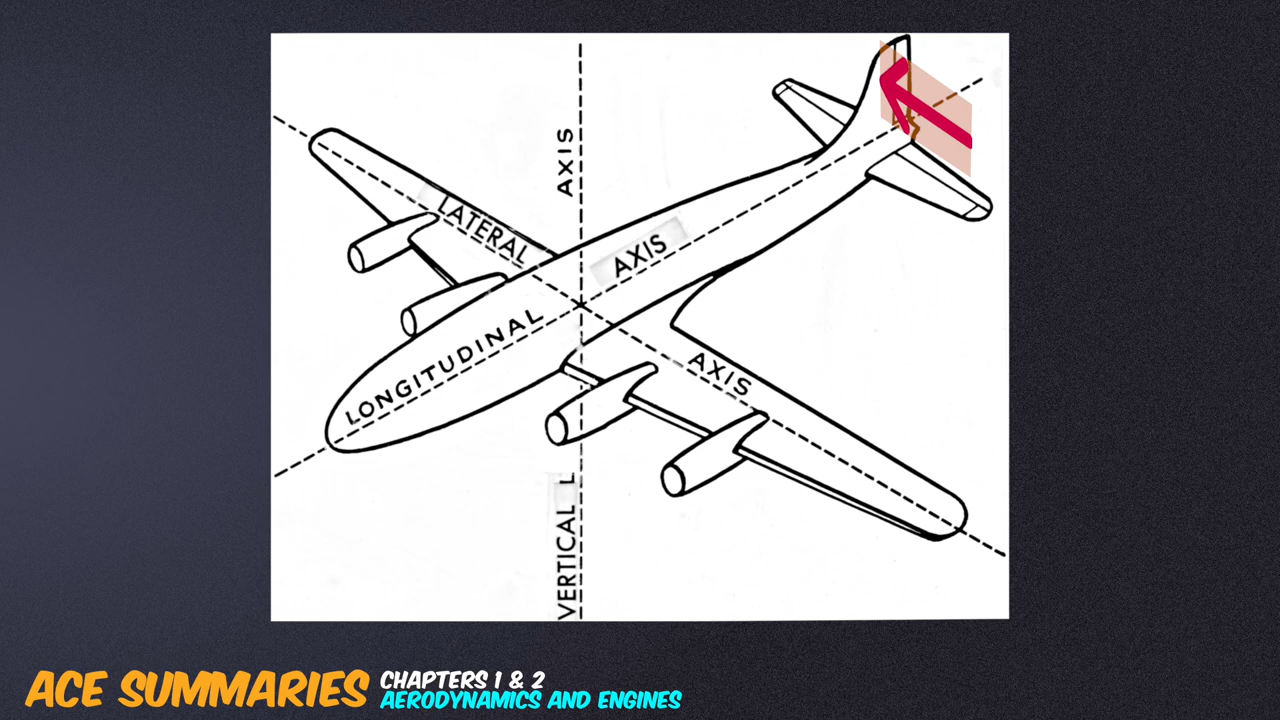 AXIS
LATERAL
AXIS
LONGITUDINAL
AXIS
VERTICAL L
ACE SUMMARIES
CHAPTERS 1 & 2
AERODYNAMICS AND ENGINES